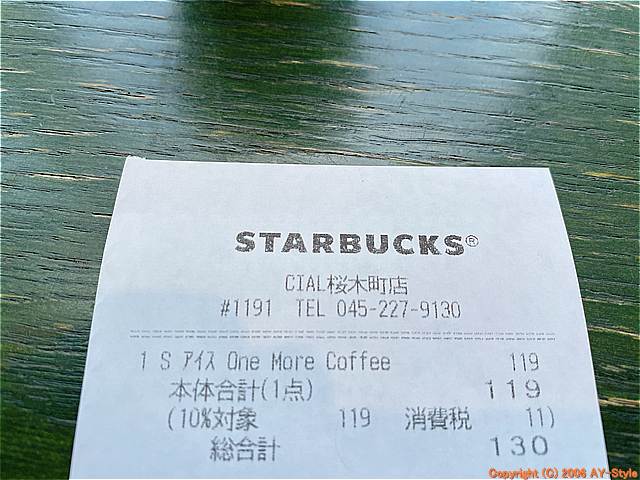 STARBUCKS®
CIAL桜木町店
#1191 TEL 045-227-9130
1 S アイス One More Coffee 119
本体合計(1点) 119
(10%対象 119 消費税 11)
総合計 130
Copyright (C) 2006 AY-Style